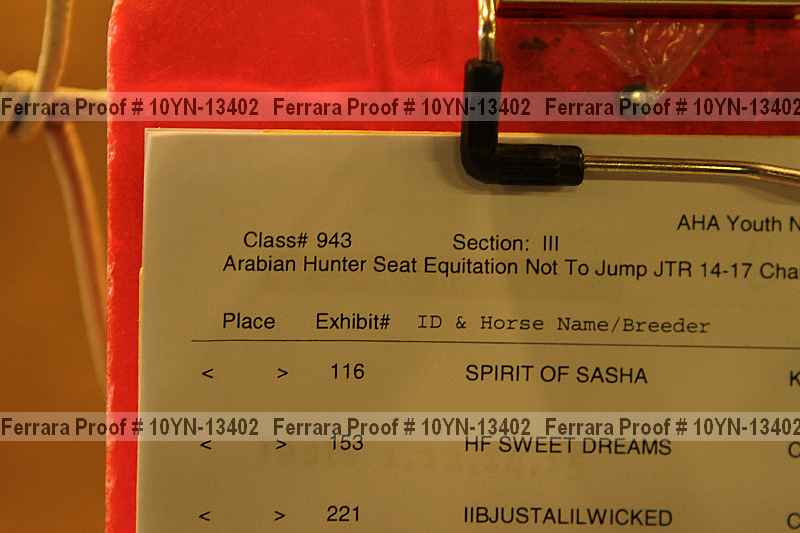 Ferrara Proof # 10YN-13402 Ferrara Proof # 10YN-13402 Ferrara Proof # 10YN-13402
AHA Youth N
Class# 943 Section: III
Arabian Hunter Seat Equitation Not To Jump JTR 14-17 Cha
Place Exhibit# ID & Horse Name/Breeder
< > 116 SPIRIT OF SASHA K
Ferrara Proof # 10YN-13402 Ferrara Proof # 10YN-13402 Ferrara Proof # 10YN-13402
< > 153 HF SWEET DREAMS
< > 221 IIBJUSTALILWICKED